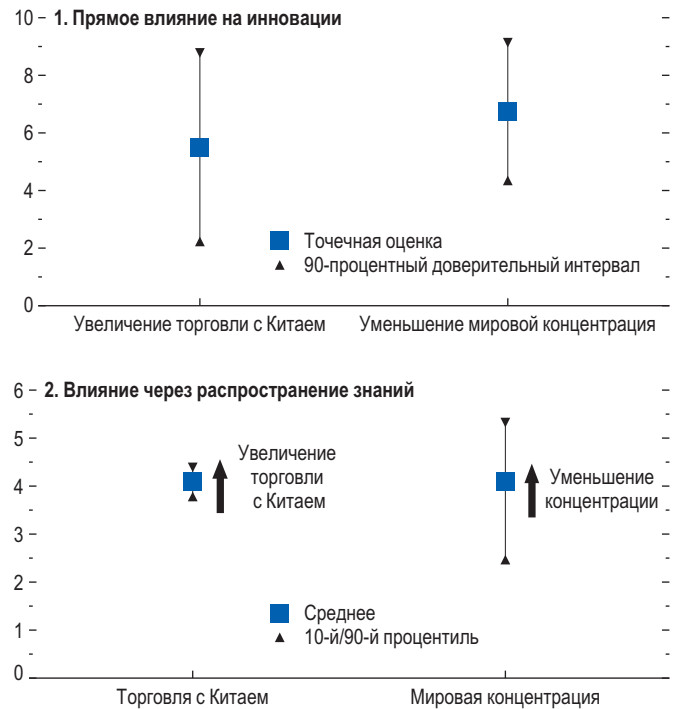 1. Прямое влияние на инновации
10
8
6
4
2
0
Точечная оценка
90-процентный доверительный интервал
Увеличение торговли с Китаем
Уменьшение мировой концентрация
2. Влияние через распространение знаний
6
5
4
3
2
1
0
Увеличение
торговли
с Китаем
Уменьшение
концентрации
Среднее
10-й/90-й процентиль
Торговля с Китаем
Мировая концентрация